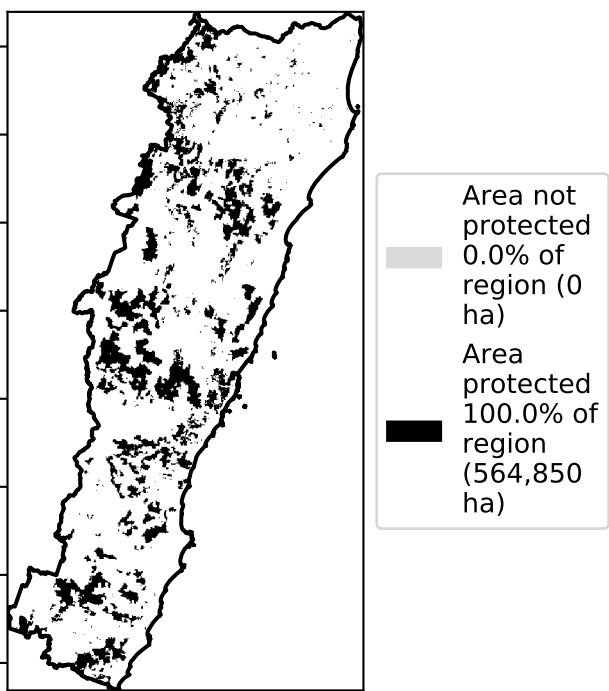 Area not
protected
0.0% of
region (0
ha)
Area
protected
100.0% of
region
(564,850
ha)